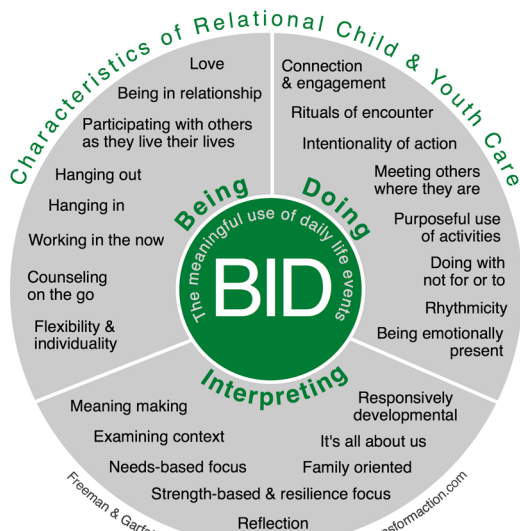 Characteristics of Relational Child & Youth Care
Love
Being in relationship
Participating with others
as they live their lives
Hanging out
Hanging in
Working in the now
Counseling
on the go
Flexibility &
individuality
Being
Connection
& engagement
Rituals of encounter
Intentionality of action
Meeting others
where they are
Purposeful use
of activities
Doing with
not for or to
Rhythmicity
Being emotionally
present
Doing
The meaningful use of daily life events
BID
Interpreting
Meaning making
Examining context
Needs-based focus
Strength-based & resilience focus
Reflection
Responsively
developmental
It's all about us
Family oriented
Freeman &